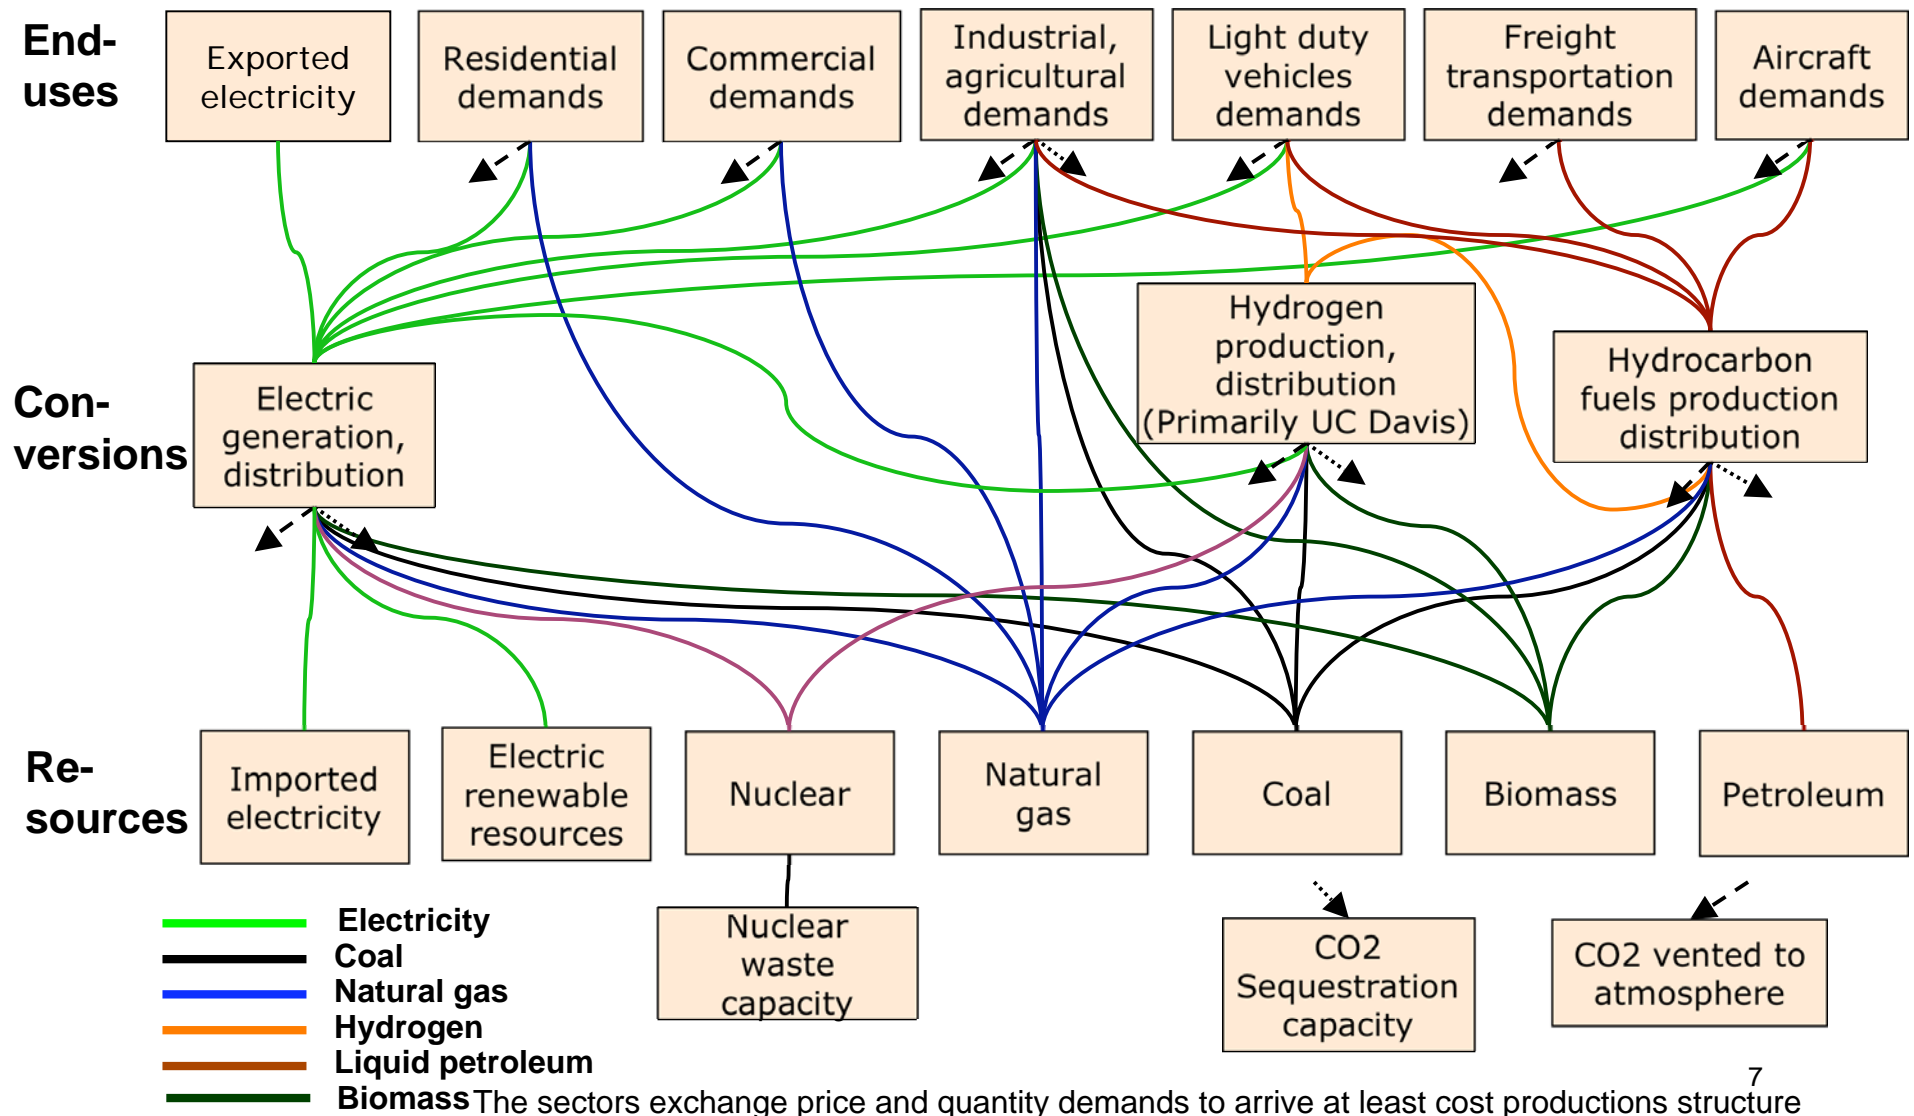 End-
uses
Exported
electricity
Residential
demands
Commercial
demands
Industrial,
agricultural
demands
Light duty
vehicles
demands
Freight
transportation
demands
Aircraft
demands
Con-
versions
Electric
generation,
distribution
Hydrogen
production,
distribution
(Primarily UC Davis)
Hydrocarbon
fuels production
distribution
Re-
sources
Imported
electricity
Electric
renewable
resources
Nuclear
Natural
gas
Coal
Biomass
Petroleum
Nuclear
waste
capacity
CO2
Sequestration
capacity
CO2 vented to
atmosphere
Electricity
Coal
Natural gas
Hydrogen
Liquid petroleum
Biomass
7
The sectors exchange price and quantity demands to arrive at least cost productions structure